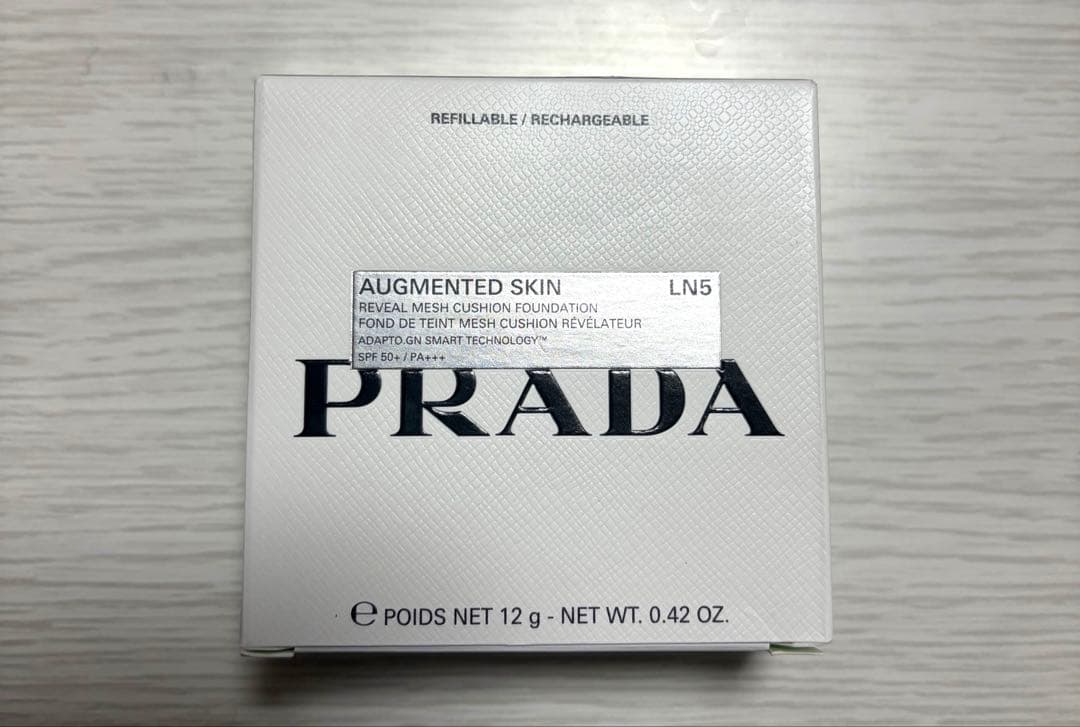 REFILLABLE / RECHARGEABLE
AUGMENTED SKIN LN5
REVEAL MESH CUSHION FOUNDATION
FOND DE TEINT MESH CUSHION RÉVÉLATEUR
ADAPTO.GN SMART TECHNOLOGY™
SPF 50+ / PA+++
PRADA
℮ POIDS NET 12 g - NET WT. 0.42 OZ.